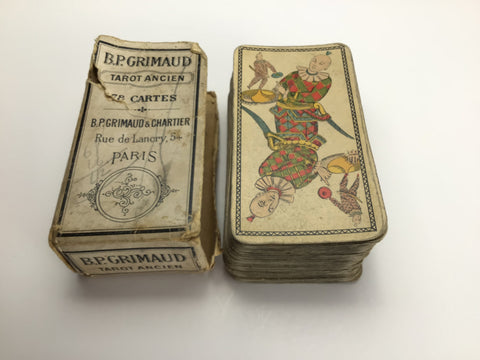 B.P. GRIMAUD
TAROT ANCIEN
78 CARTES
B.P. GRIMAUD & CHARTIER
Rue de Lancry, 54
PARIS
B.P. GRIMAUD
TAROT ANCIEN